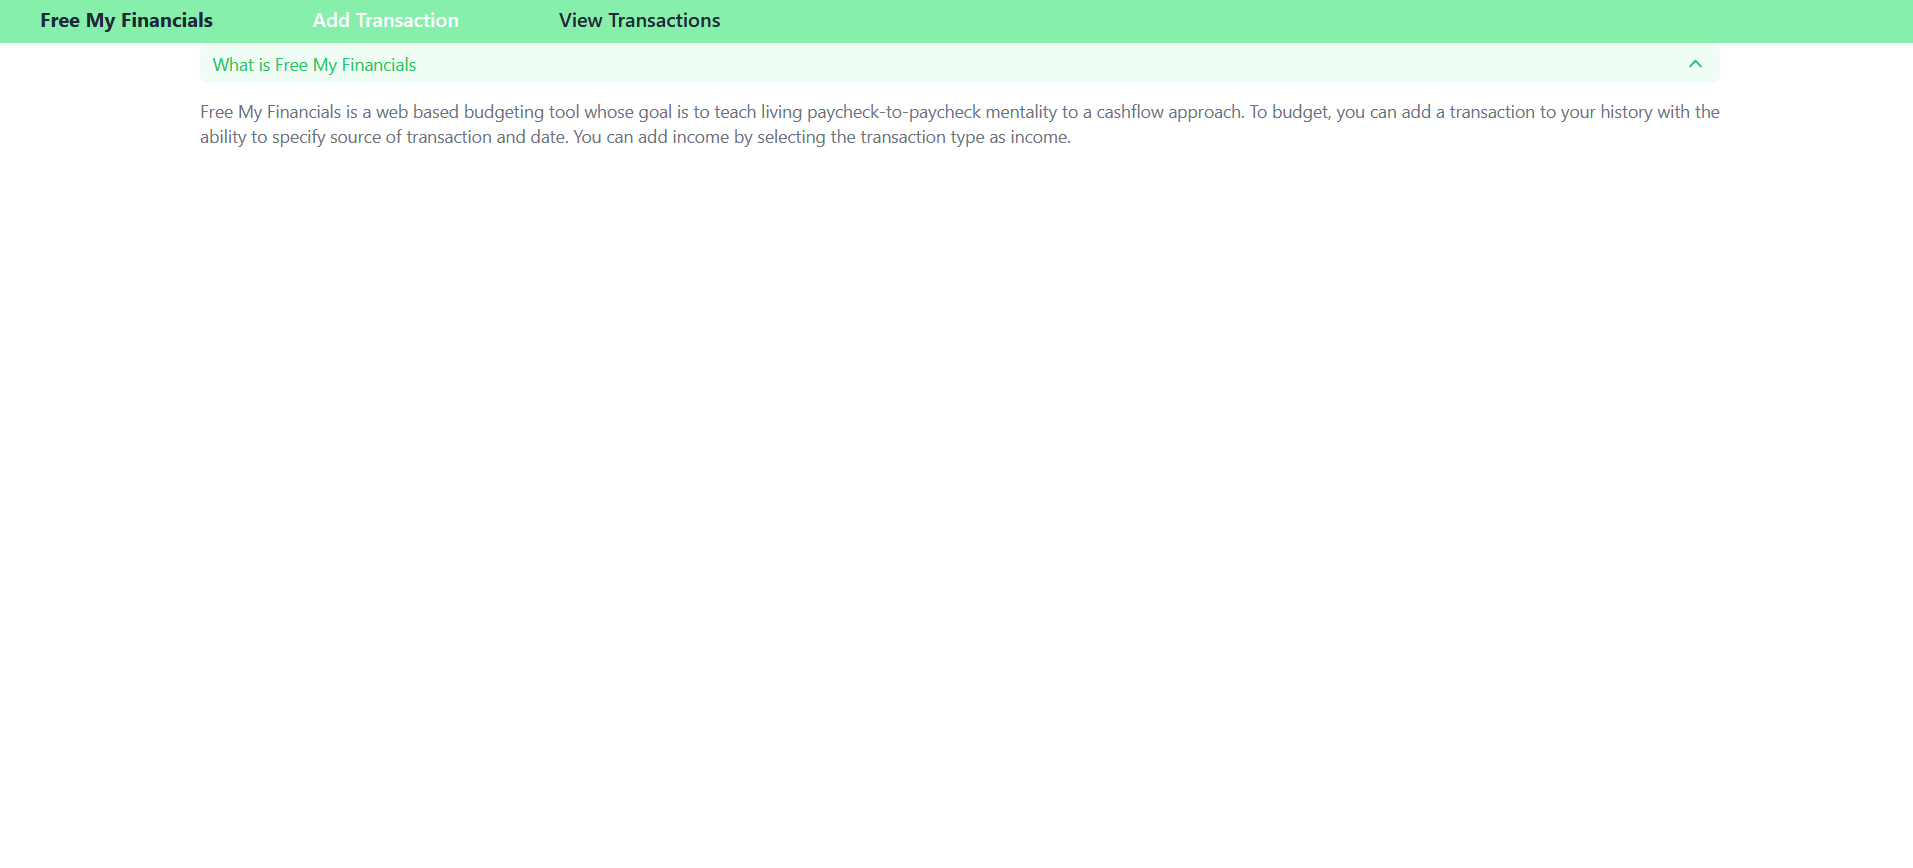 Free My Financials Add Transaction View Transactions
What is Free My Financials
Free My Financials is a web based budgeting tool whose goal is to teach living paycheck-to-paycheck mentality to a cashflow approach. To budget, you can add a transaction to your history with the
ability to specify source of transaction and date. You can add income by selecting the transaction type as income.